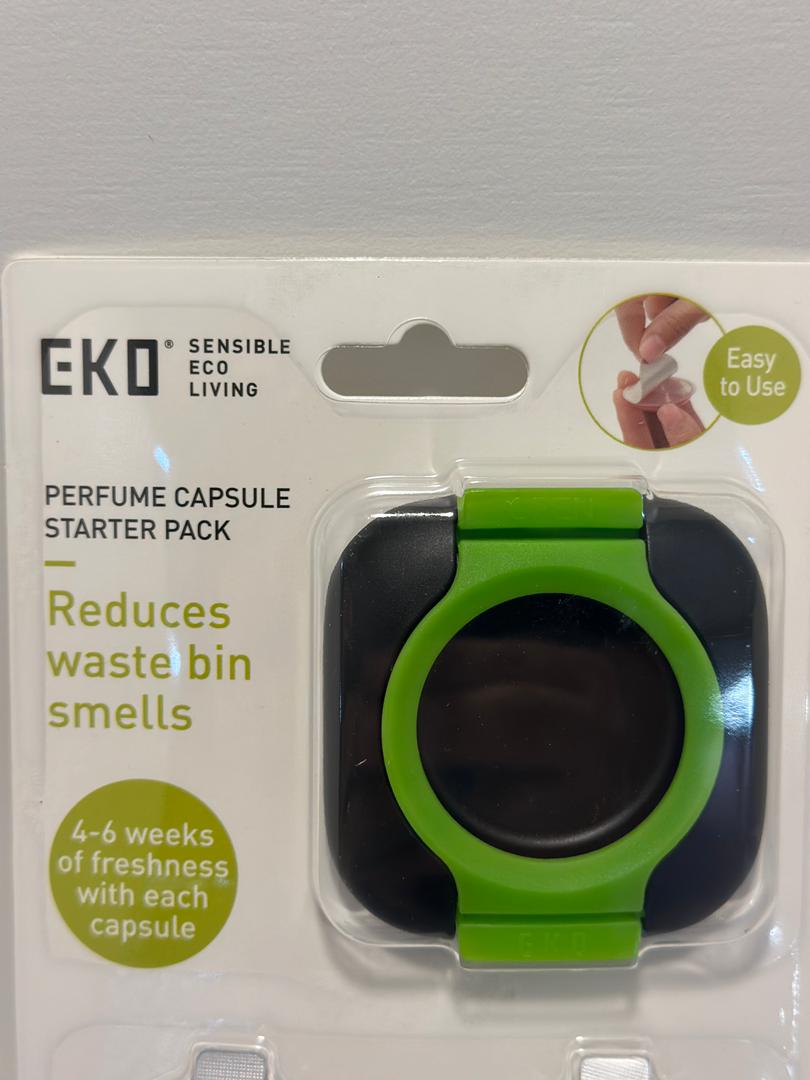 EKO®
SENSIBLE
ECO
LIVING
Easy
to Use
PERFUME CAPSULE
STARTER PACK
Reduces
waste bin
smells
4-6 weeks
of freshness
with each
capsule
EKO